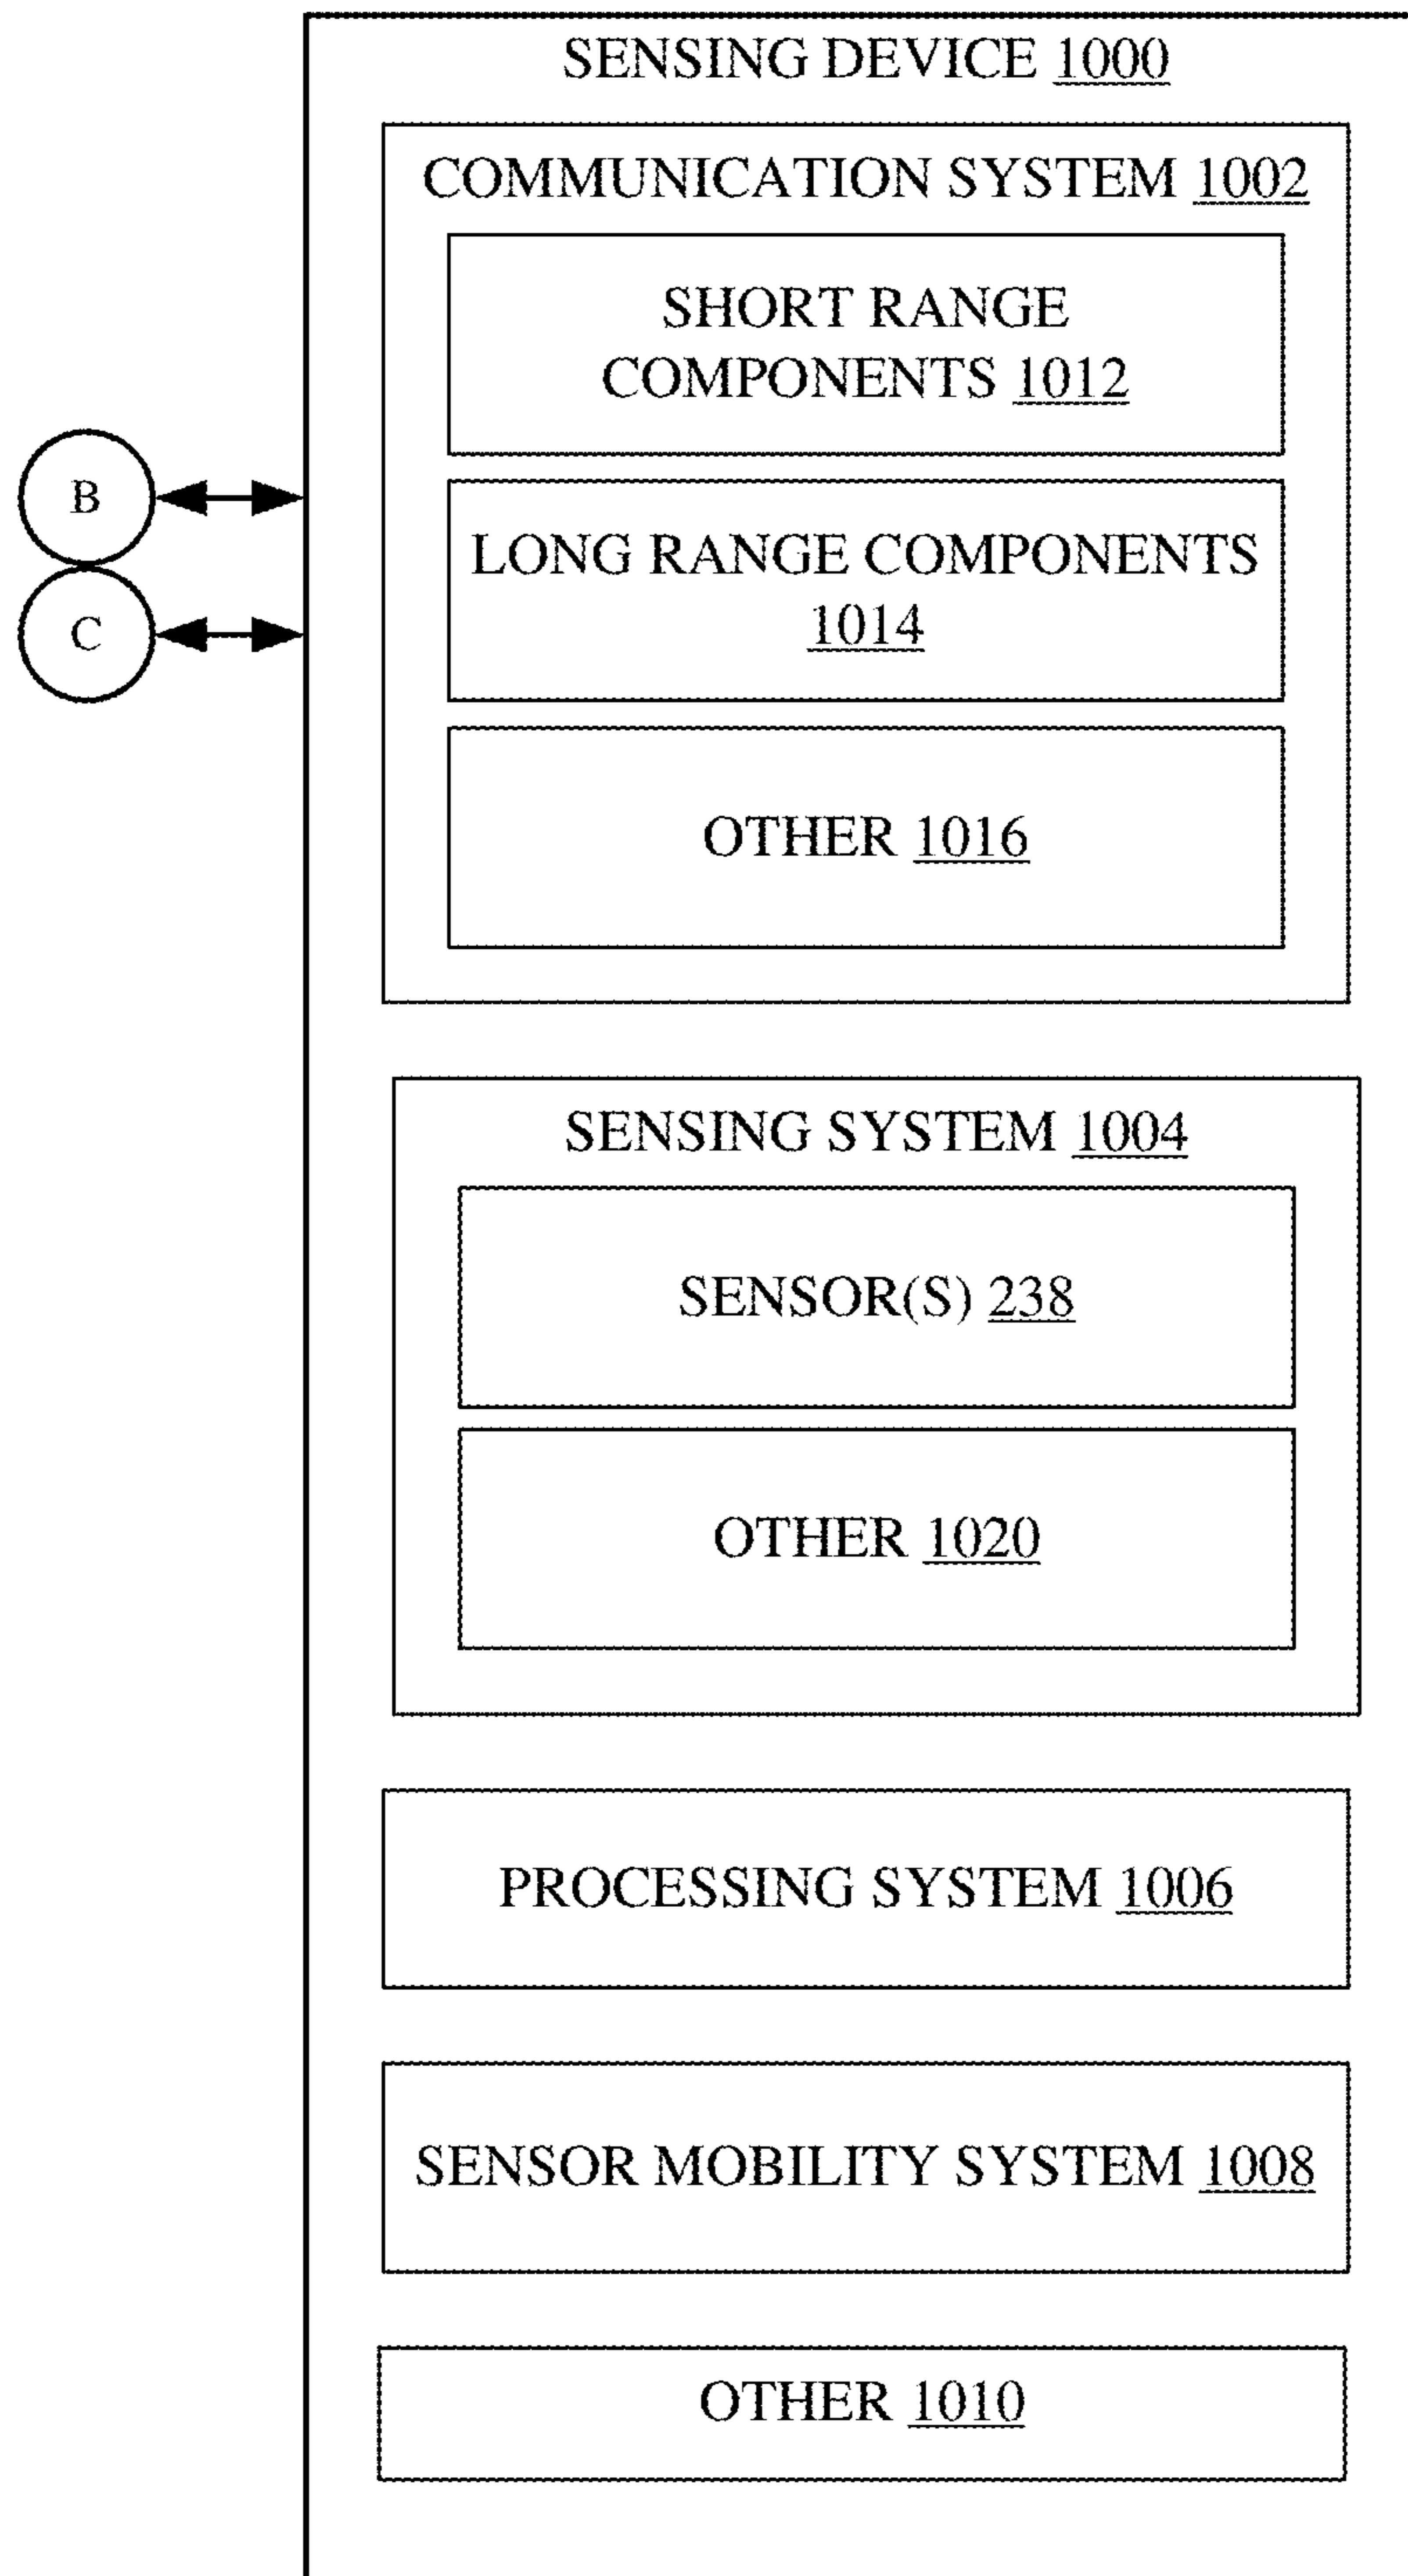 SENSING DEVICE 1000
COMMUNICATION SYSTEM 1002
SHORT RANGE
COMPONENTS 1012
B
LONG RANGE COMPONENTS
1014
C
OTHER 1016
SENSING SYSTEM 1004
SENSOR(S) 238
OTHER 1020
PROCESSING SYSTEM 1006
SENSOR MOBILITY SYSTEM 1008
OTHER 1010